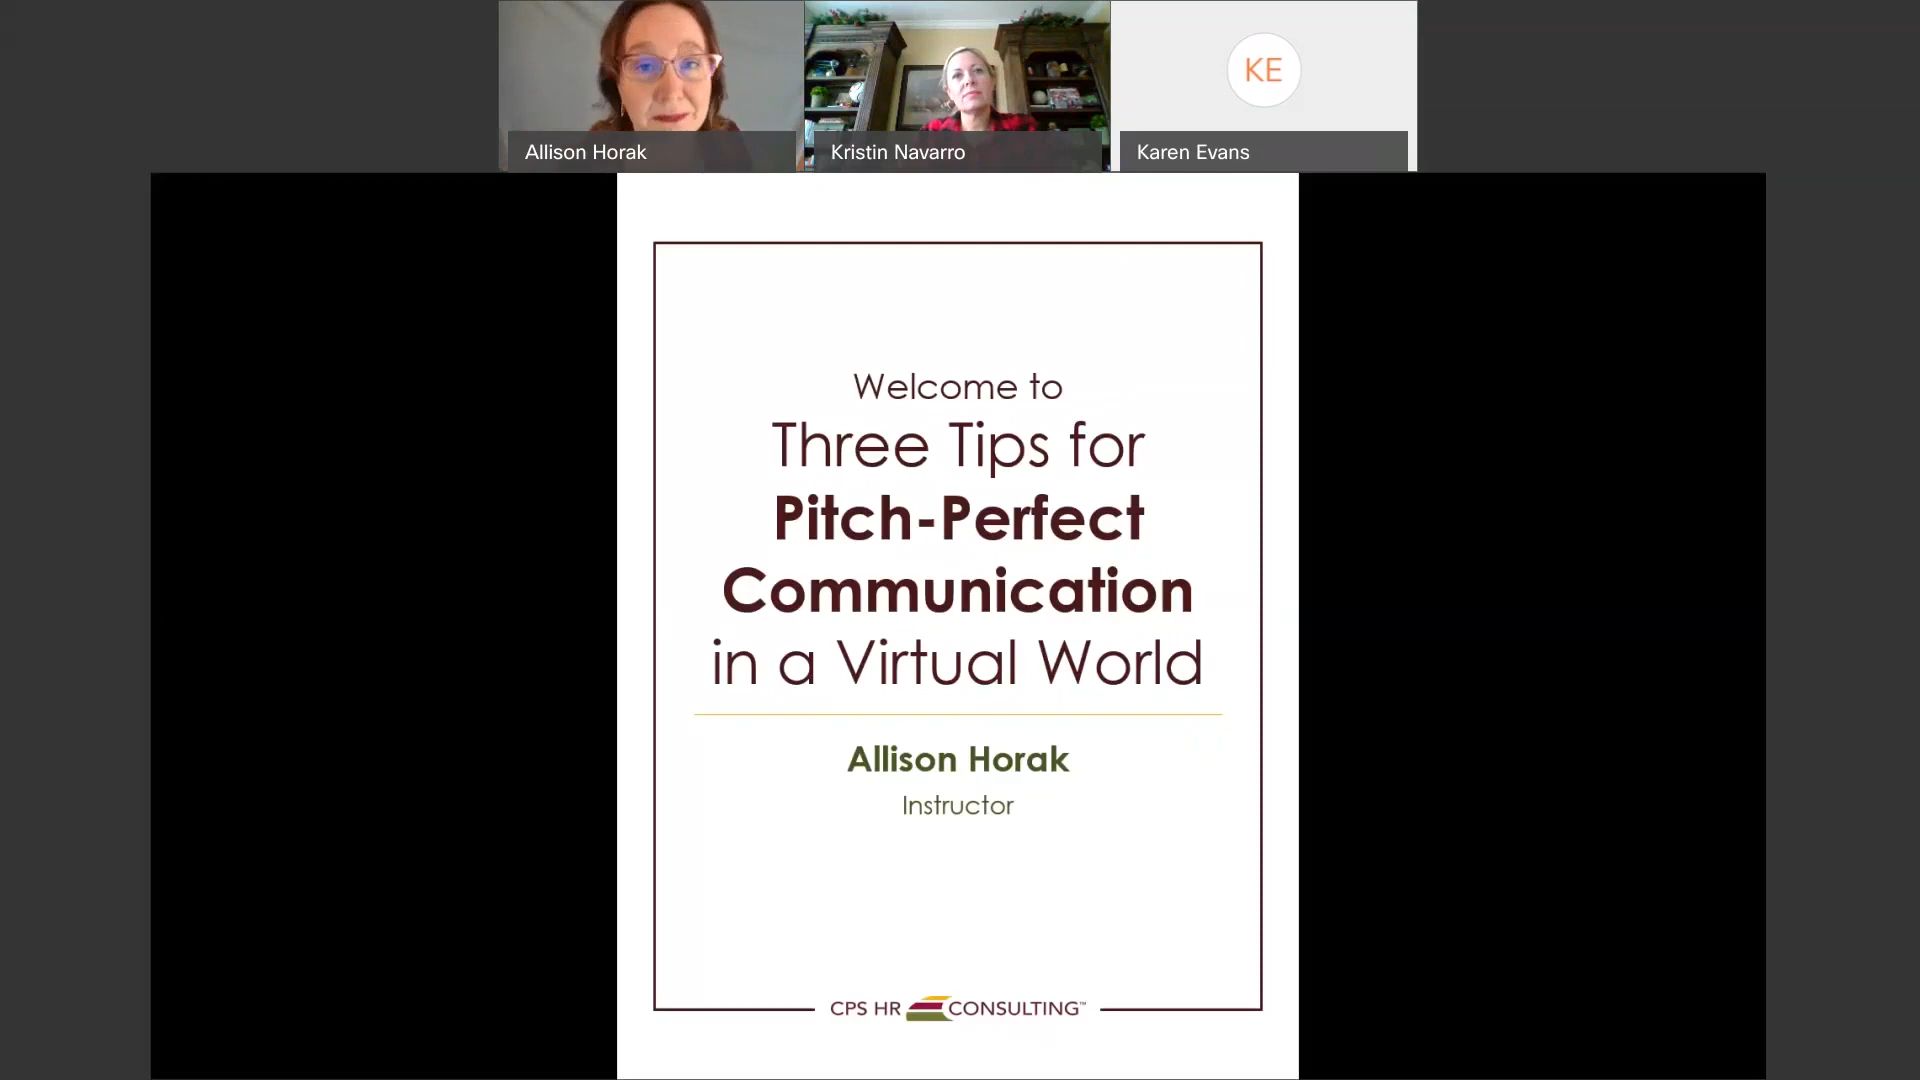 Allison Horak
Kristin Navarro
KE
Karen Evans
Welcome to
Three Tips for
Pitch-Perfect
Communication
in a Virtual World
Allison Horak
Instructor
CPS HR CONSULTING™